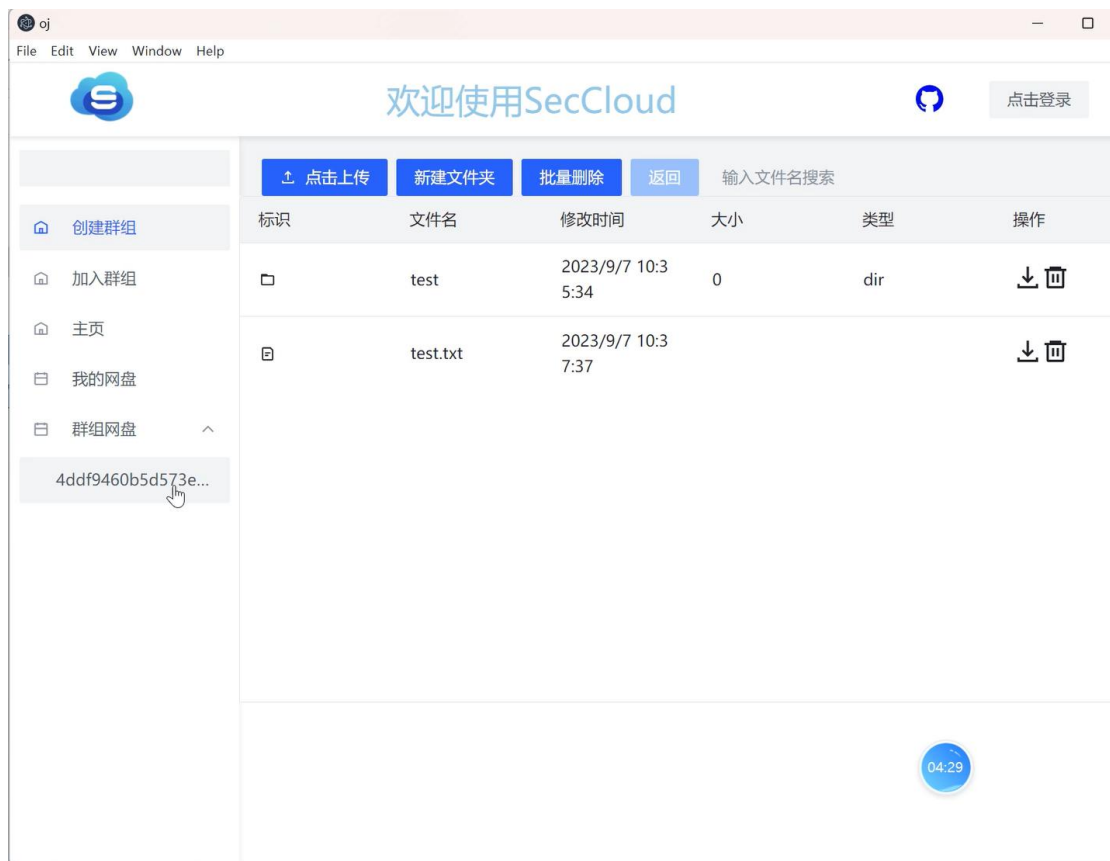 oj
File Edit View Window Help
S
欢迎使用SecCloud
点击登录
点击上传 新建文件夹 批量删除 返回 输入文件名搜索
标识 文件名 修改时间 大小 类型 操作
创建群组
加入群组
主页
我的网盘
群组网盘
4ddf9460b5d573e...
test 2023/9/7 10:3
5:34 0 dir
test.txt 2023/9/7 10:3
7:37
04:29